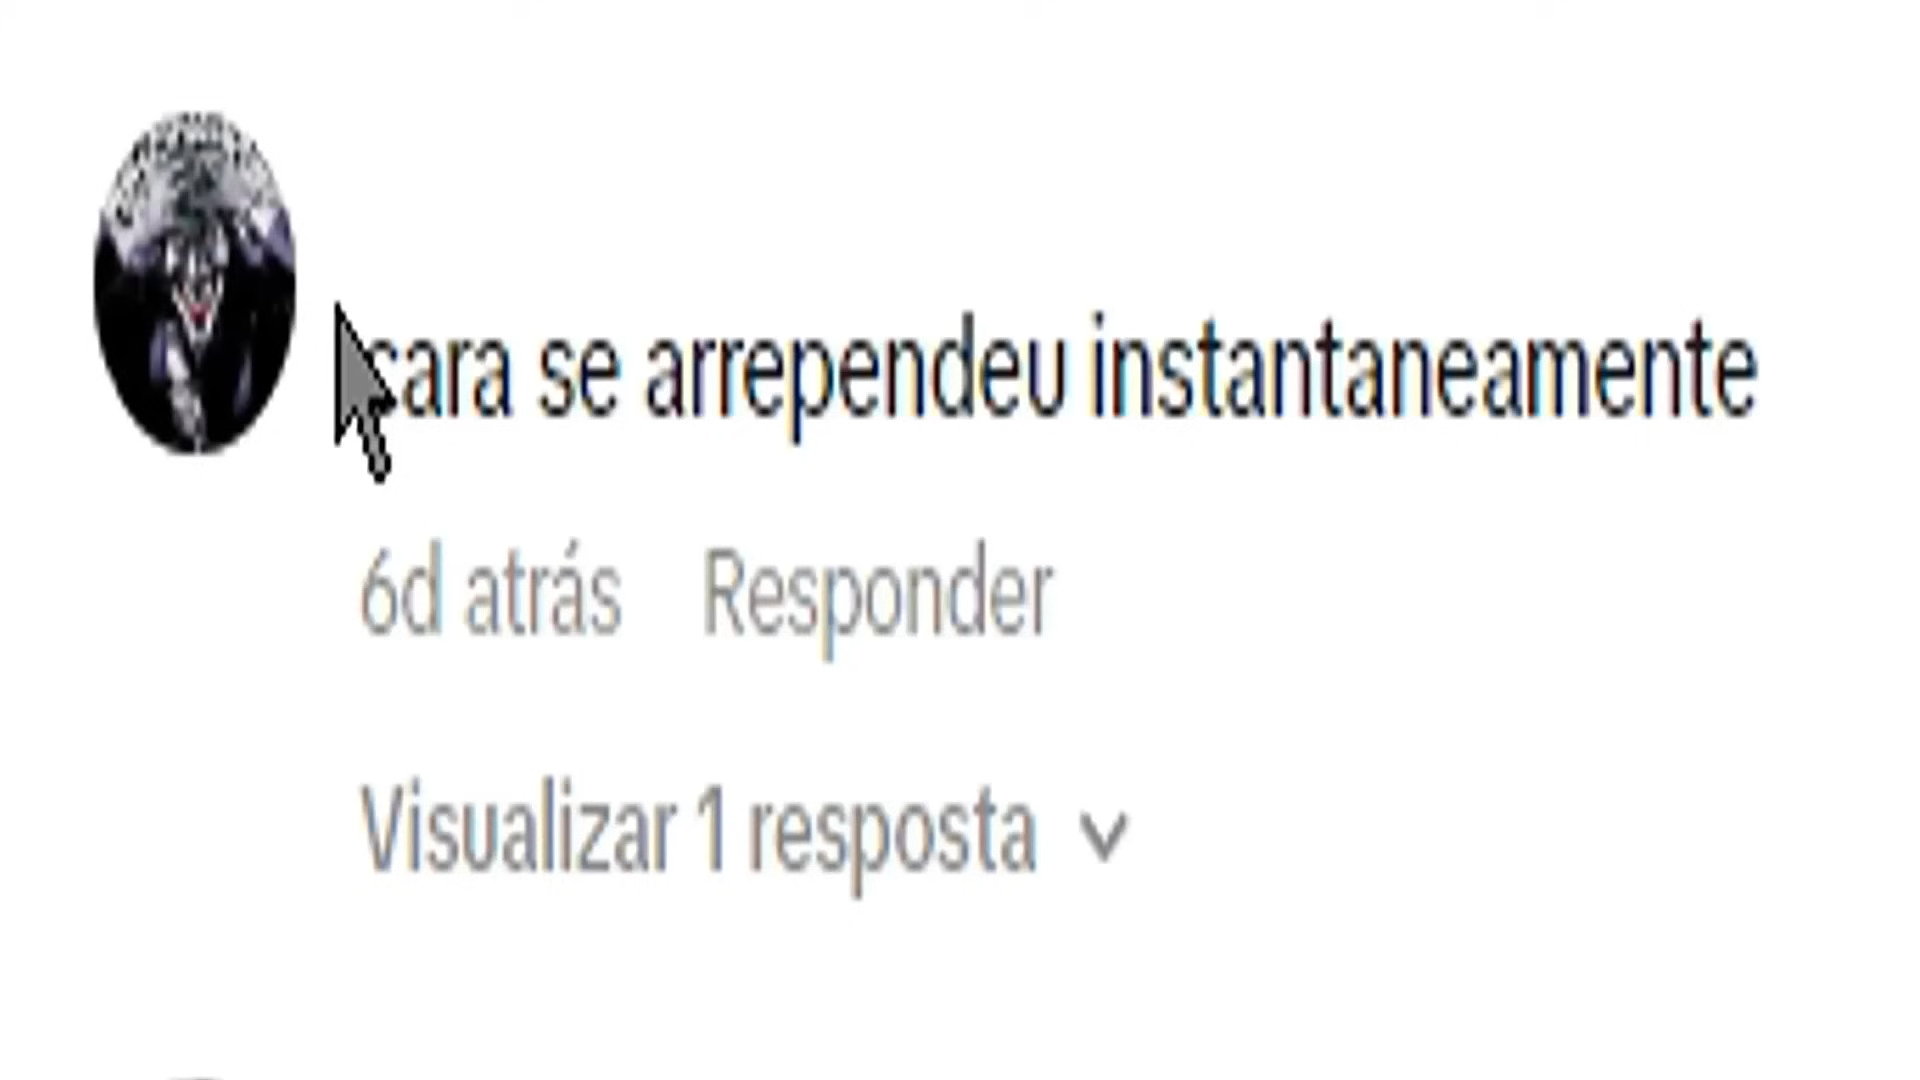 cara se arrependeu instantaneamente
6d atrás Responder
Visualizar 1 resposta